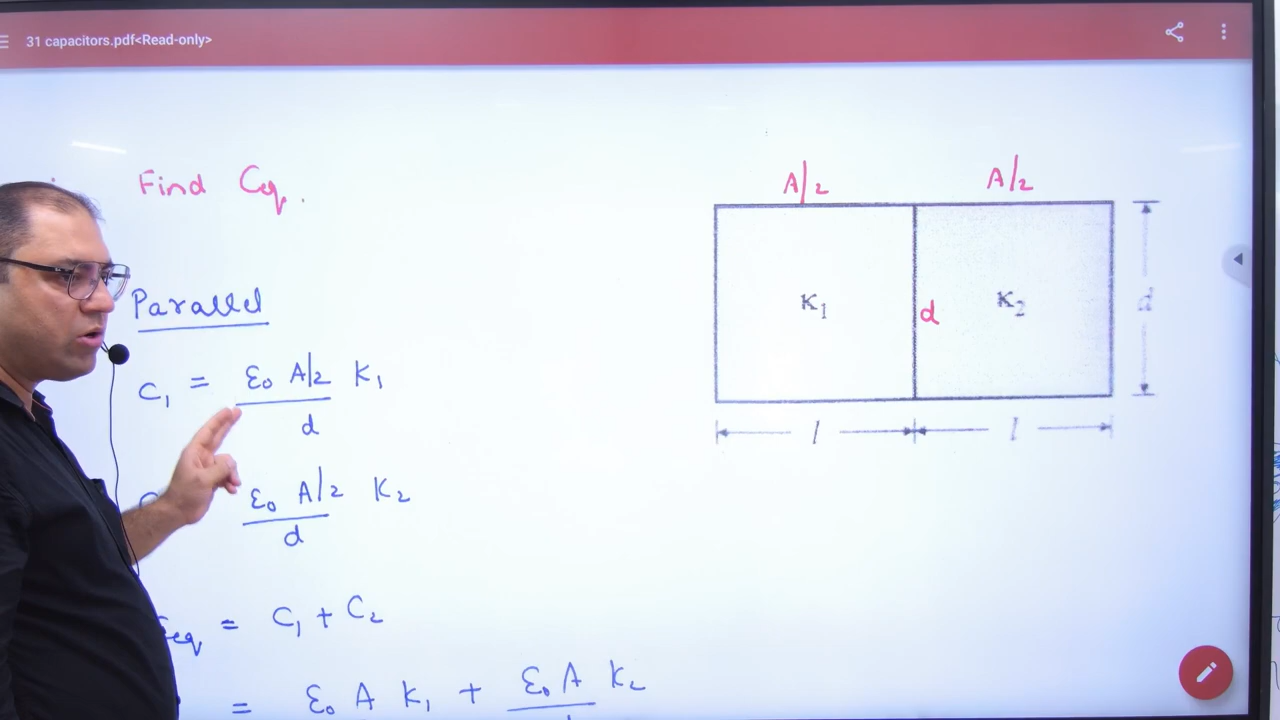 31 capacitors.pdf<Read-only>
Find Ceq.
A/2 A/2
Parallel
K1 d K2 d
C1 = ε0 A/2 K1
d
l l
ε0 A/2 K2
d
eq = C1 + C2
= ε0 A K1 + ε0 A K2